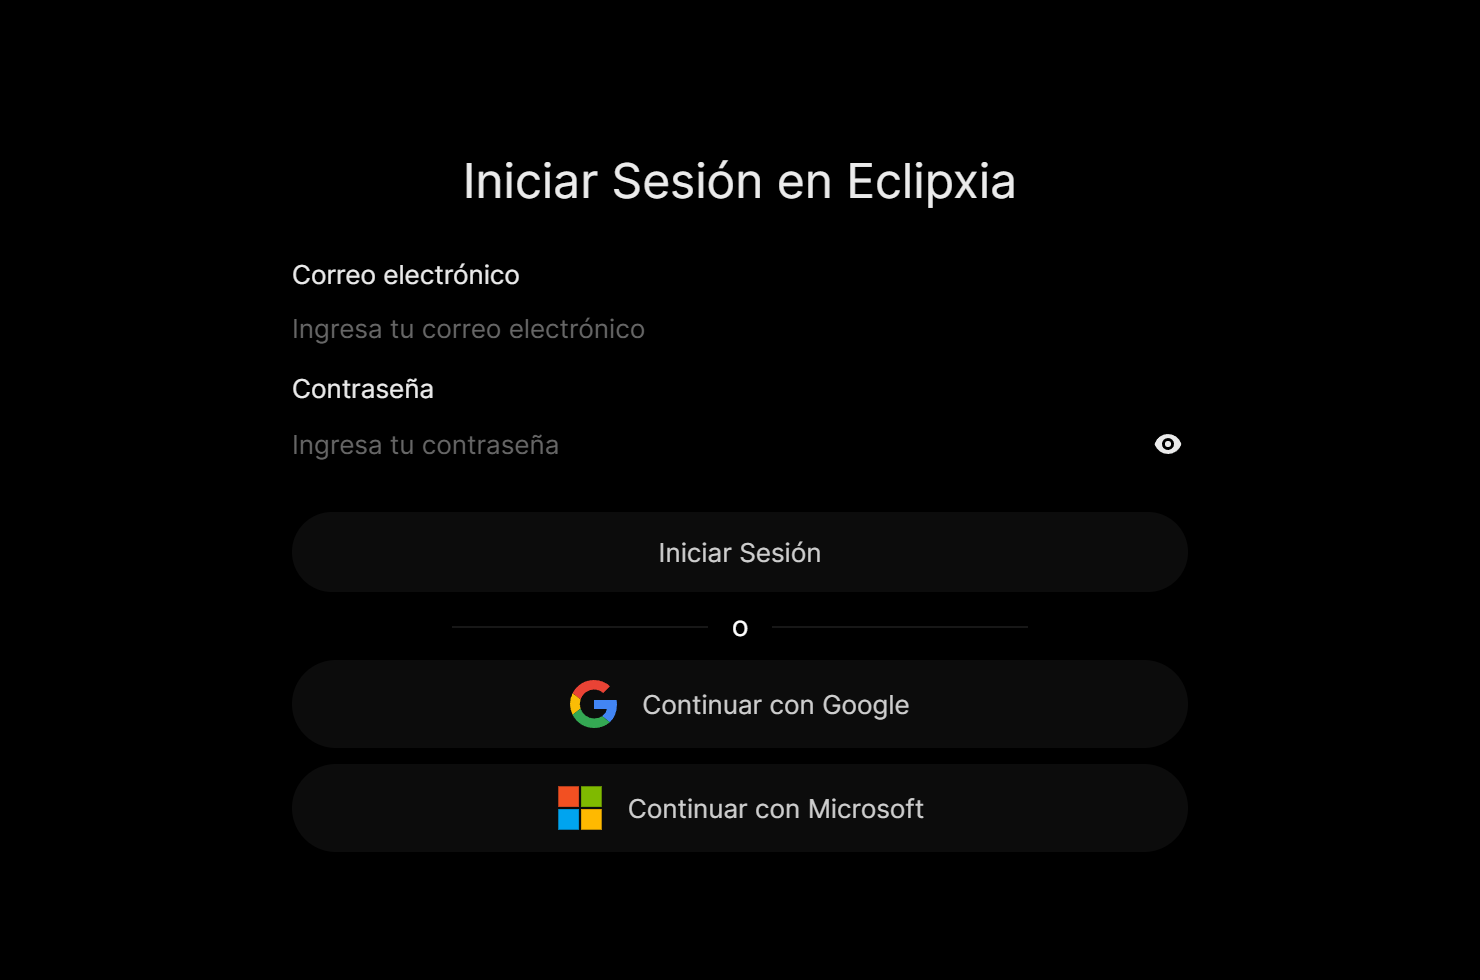 Iniciar Sesión en Eclipxia
Correo electrónico
Ingresa tu correo electrónico
Contraseña
Ingresa tu contraseña
Iniciar Sesión
o
Continuar con Google
Continuar con Microsoft